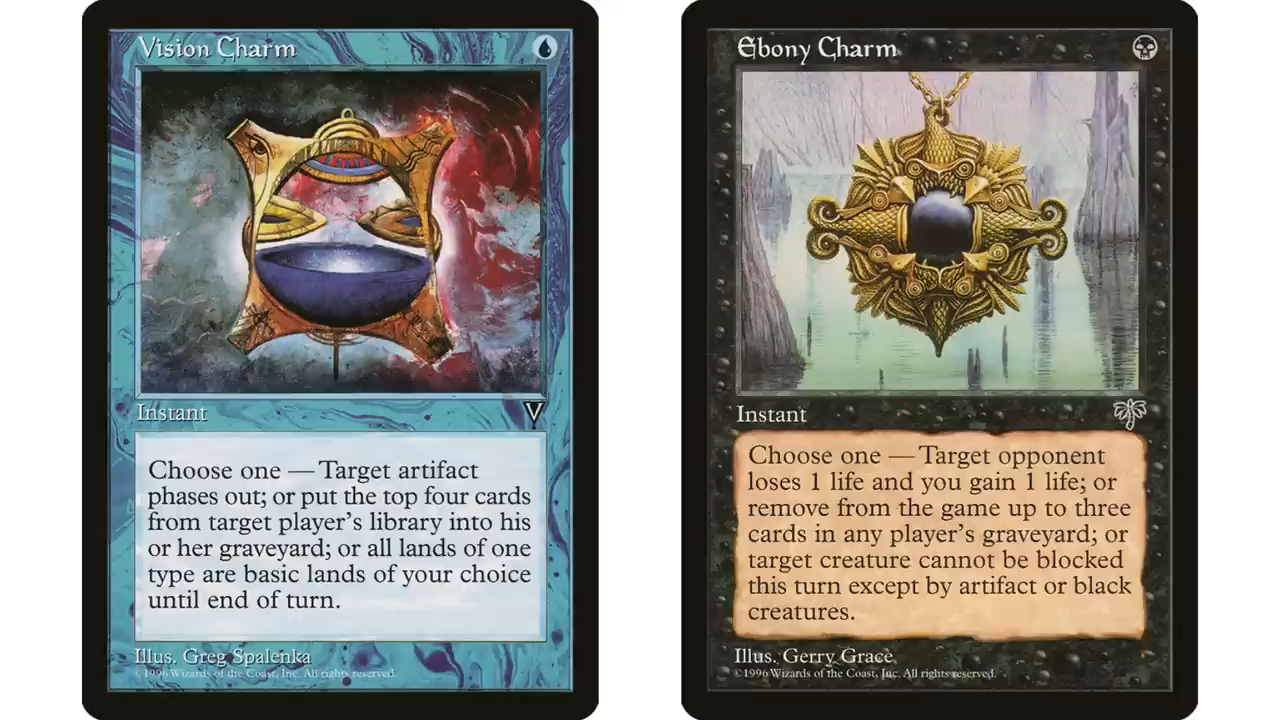 Vision Charm
Instant
V
Choose one — Target artifact
phases out; or put the top four cards
from target player's library into his
or her graveyard; or all lands of one
type are basic lands of your choice
until end of turn.
Illus. Greg Spalenka
©1996 Wizards of the Coast, Inc. All rights reserved.
Ebony Charm
Instant
Choose one — Target opponent
loses 1 life and you gain 1 life; or
remove from the game up to three
cards in any player's graveyard; or
target creature cannot be blocked
this turn except by artifact or black
creatures.
Illus. Gerry Grace
©1996 Wizards of the Coast, Inc. All rights reserved.